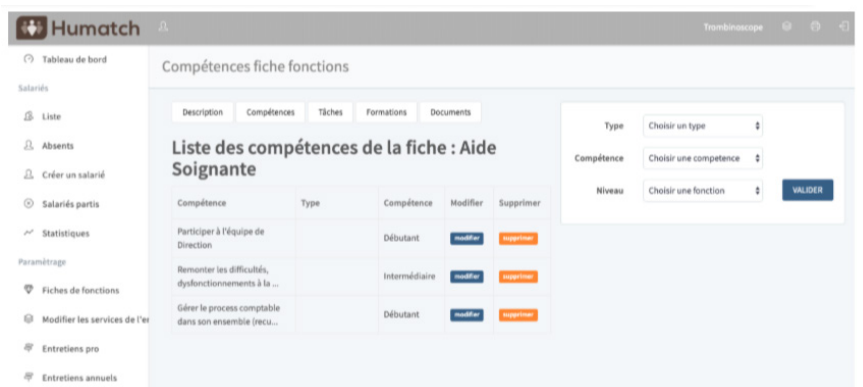 Humatch
Trombinoscope
Tableau de bord
Salariés
Liste
Absents
Créer un salarié
Salariés partis
Statistiques
Paramétrage
Fiches de fonctions
Modifier les services de l'er
Entretiens pro
Entretiens annuels
Compétences fiche fonctions
Description Compétences Tâches Formations Documents
Liste des compétences de la fiche : Aide
Soignante
Compétence Type Compétence Modifier Supprimer
Participer à l'équipe de
Direction
Débutant modifier supprimer
Remonter les difficultés,
dysfonctionnements à la ...
Intermédiaire modifier supprimer
Gérer le process comptable
dans son ensemble (recu...
Débutant modifier supprimer
Type Choisir un type
Compétence Choisir une competence
Niveau Choisir une fonction VALIDER